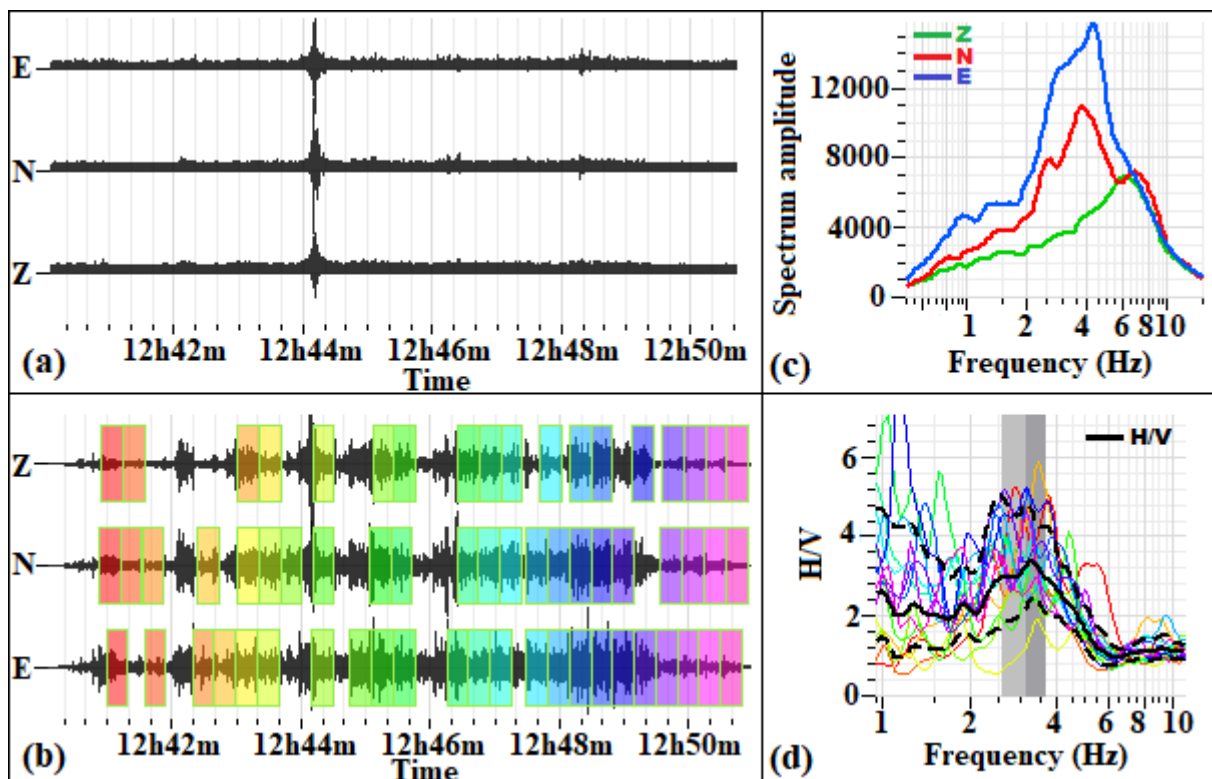 E
N
Z
12h42m 12h44m 12h46m 12h48m 12h50m
Time
(a)
Z
N
E
12h42m 12h44m 12h46m 12h48m 12h50m
Time
(b)
Z
N
E
Spectrum amplitude
12000
8000
4000
0
1 2 4 6 8 10
Frequency (Hz)
(c)
H/V
H/V
6
4
2
0
1 2 4 6 8 10
Frequency (Hz)
(d)